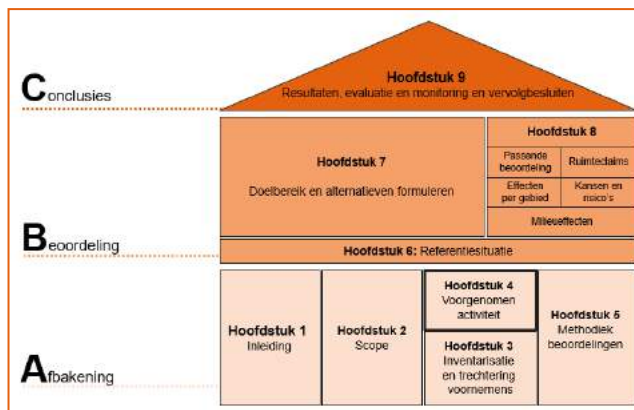 Hoofdstuk 9
Resultaten, evaluatie en monitoring en vervolgbesluiten
Conclusies
Hoofdstuk 7
Doelbereik en alternatieven formuleren
Hoofdstuk 8
Passende
beoordeling
Ruimteclaims
Effecten
per gebied
Kansen en
risico's
Milieueffecten
Beoordeling
Hoofdstuk 6: Referentiesituatie
Hoofdstuk 1
Inleiding
Hoofdstuk 2
Scope
Hoofdstuk 4
Voorgenomen
activiteit
Hoofdstuk 3
Inventarisatie
en trechtering
voornemens
Hoofdstuk 5
Methodiek
beoordelingen
Afbakening